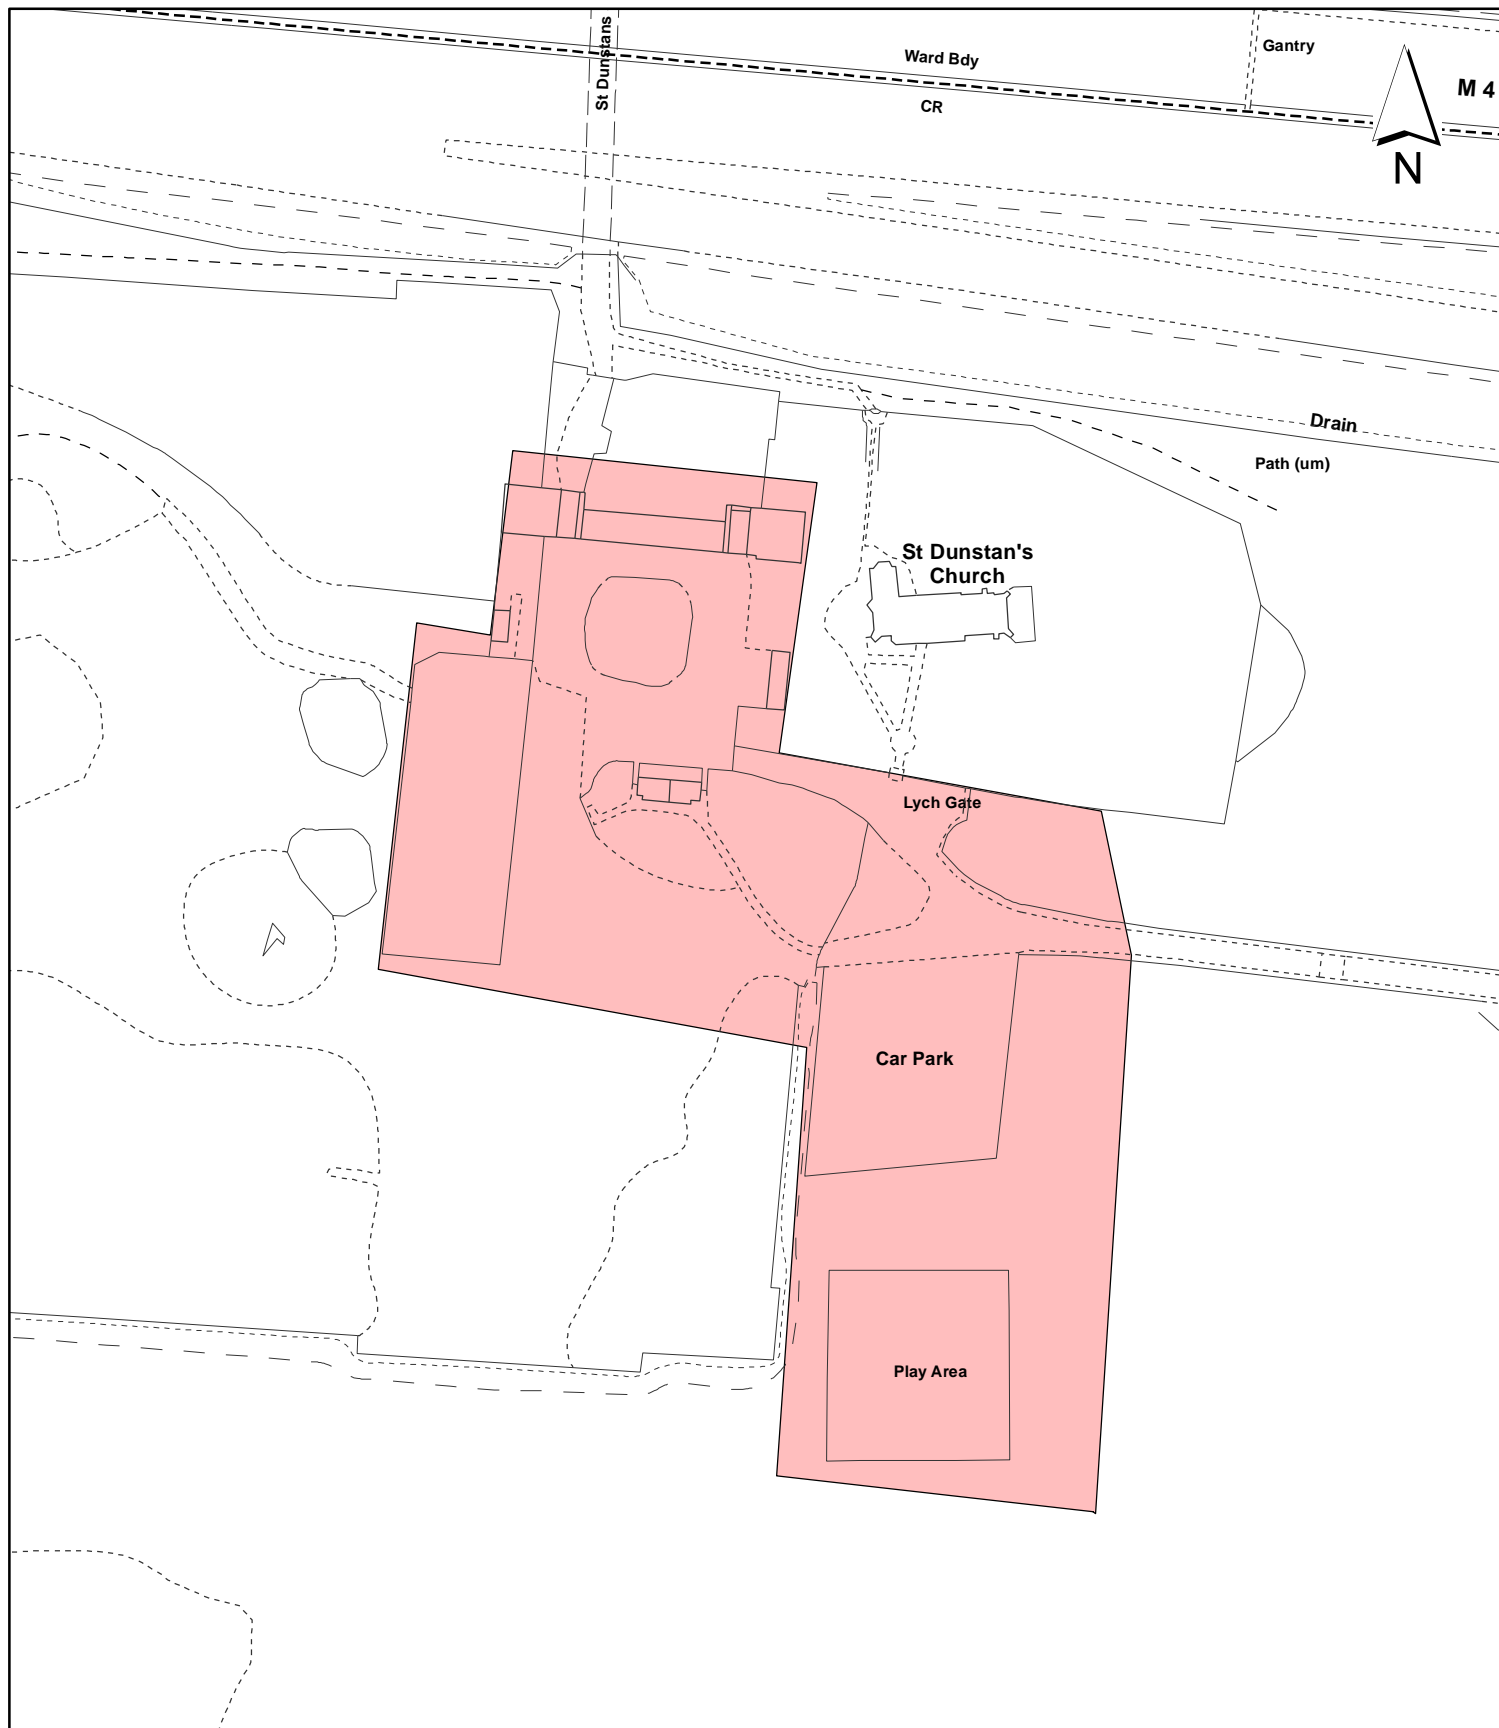 St Dunstans
Ward Bdy
Gantry
M 4
CR
N
Drain
Path (um)
St Dunstan's
Church
Lych Gate
Car Park
Play Area